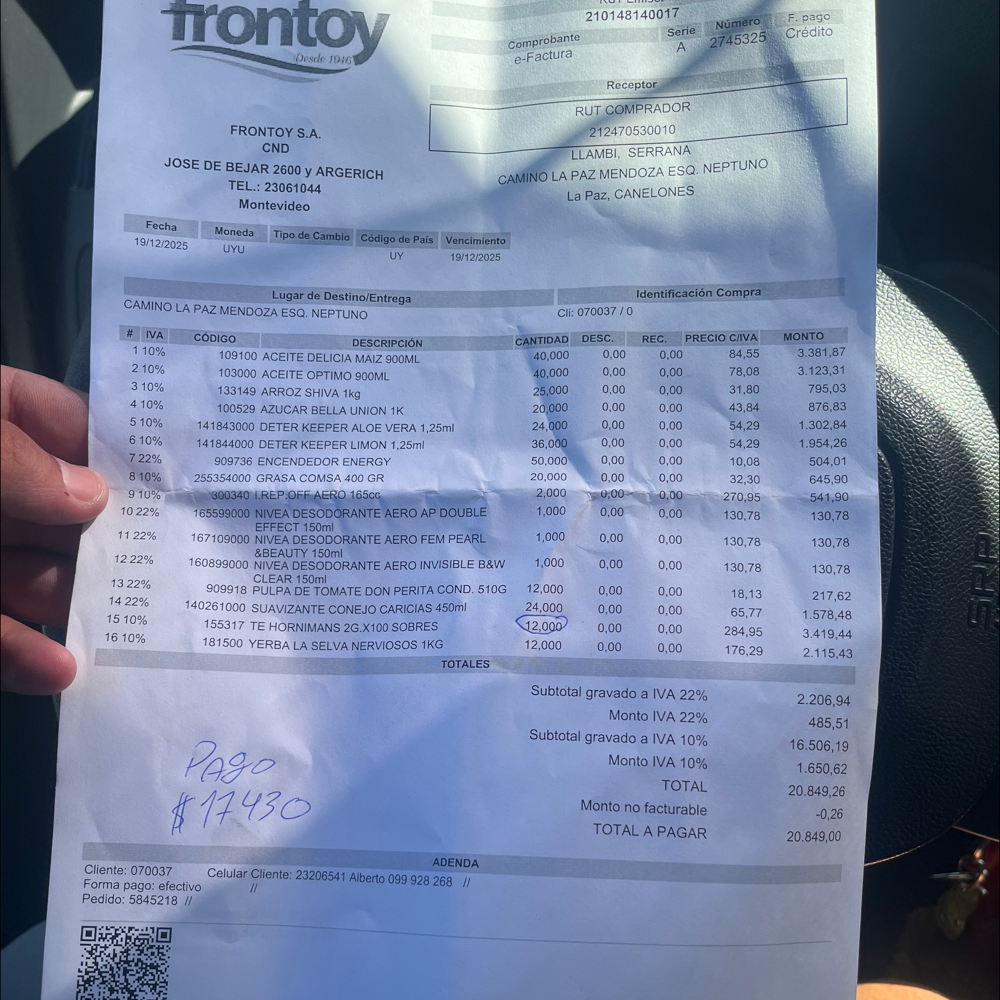 frontoy
Desde 1946
210148140017
Comprobante Serie Número F. pago
e-Factura A 2745325 Crédito
Receptor
RUT COMPRADOR
212470530010
LLAMBI, SERRANA
CAMINO LA PAZ MENDOZA ESQ. NEPTUNO
La Paz, CANELONES
FRONTOY S.A.
CND
JOSE DE BEJAR 2600 y ARGERICH
TEL.: 23061044
Montevideo
Fecha Moneda Tipo de Cambio Código de País Vencimiento
19/12/2025 UYU UY 19/12/2025
Lugar de Destino/Entrega Identificación Compra
CAMINO LA PAZ MENDOZA ESQ. NEPTUNO Cli: 070037 / 0
# IVA CÓDIGO DESCRIPCIÓN CANTIDAD DESC. REC. PRECIO C/IVA MONTO
1 10% 109100 ACEITE DELICIA MAIZ 900ML 40,000 0,00 0,00 84,55 3.381,87
2 10% 103000 ACEITE OPTIMO 900ML 40,000 0,00 0,00 78,08 3.123,31
3 10% 133149 ARROZ SHIVA 1kg 25,000 0,00 0,00 31,80 795,03
4 10% 100529 AZUCAR BELLA UNION 1K 20,000 0,00 0,00 43,84 876,83
5 10% 141843000 DETER KEEPER ALOE VERA 1,25ml 24,000 0,00 0,00 54,29 1.302,84
6 10% 141844000 DETER KEEPER LIMON 1,25ml 36,000 0,00 0,00 54,29 1.954,26
7 22% 909736 ENCENDEDOR ENERGY 50,000 0,00 0,00 10,08 504,01
8 10% 255354000 GRASA COMSA 400 GR 20,000 0,00 0,00 32,30 645,90
9 10% 300340 I.REP.OFF AERO 165cc 2,000 0,00 0,00 270,95 541,90
10 22% 165599000 NIVEA DESODORANTE AERO AP DOUBLE 1,000 0,00 0,00 130,78 130,78
EFFECT 150ml
11 22% 167109000 NIVEA DESODORANTE AERO FEM PEARL 1,000 0,00 0,00 130,78 130,78
&BEAUTY 150ml
12 22% 160899000 NIVEA DESODORANTE AERO INVISIBLE B&W 1,000 0,00 0,00 130,78 130,78
CLEAR 150ml
13 22% 909918 PULPA DE TOMATE DON PERITA COND. 510G 12,000 0,00 0,00 18,13 217,62
14 22% 140261000 SUAVIZANTE CONEJO CARICIAS 450ml 24,000 0,00 0,00 65,77 1.578,48
15 10% 155317 TE HORNIMANS 2G.X100 SOBRES 12,000 0,00 0,00 284,95 3.419,44
16 10% 181500 YERBA LA SELVA NERVIOSOS 1KG 12,000 0,00 0,00 176,29 2.115,43
TOTALES
Subtotal gravado a IVA 22% 2.206,94
Monto IVA 22% 485,51
Subtotal gravado a IVA 10% 16.506,19
Monto IVA 10% 1.650,62
TOTAL 20.849,26
Monto no facturable -0,26
TOTAL A PAGAR 20.849,00
PAgo
$17430
ADENDA
Cliente: 070037 Celular Cliente: 23206541 Alberto 099 928 268 //
Forma pago: efectivo //
Pedido: 5845218 //
SRP